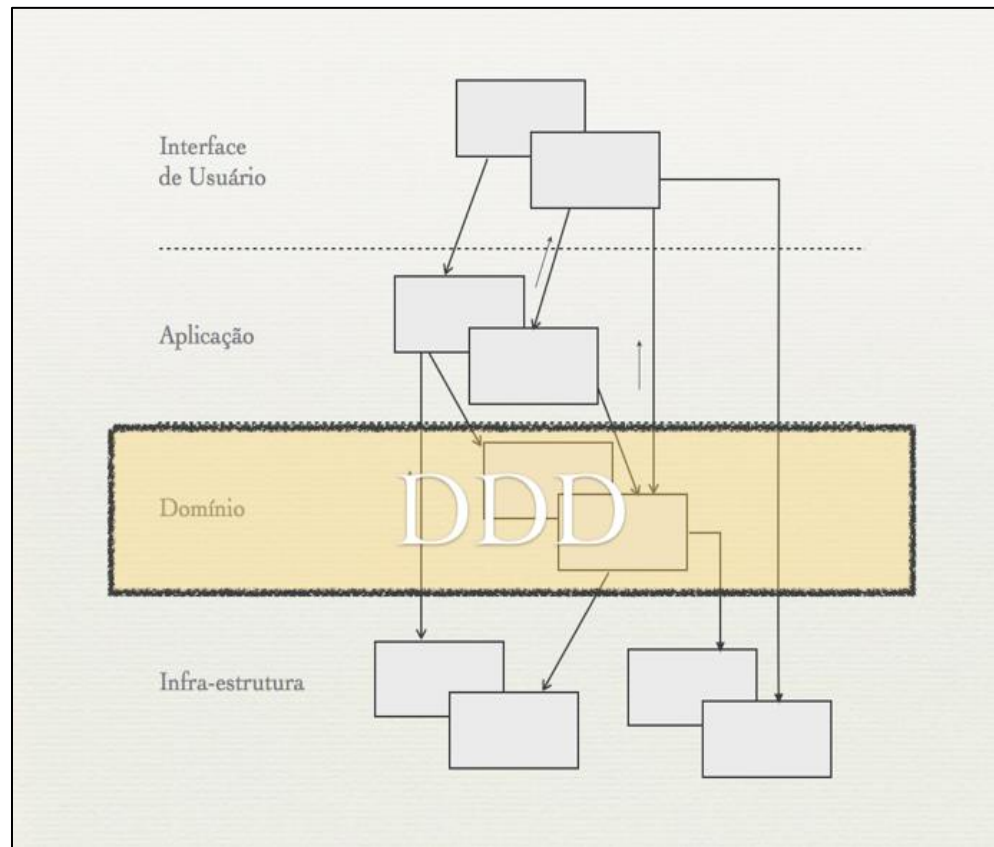 Interface
de Usuário
Aplicação
Domínio
DDD
Infra-estrutura